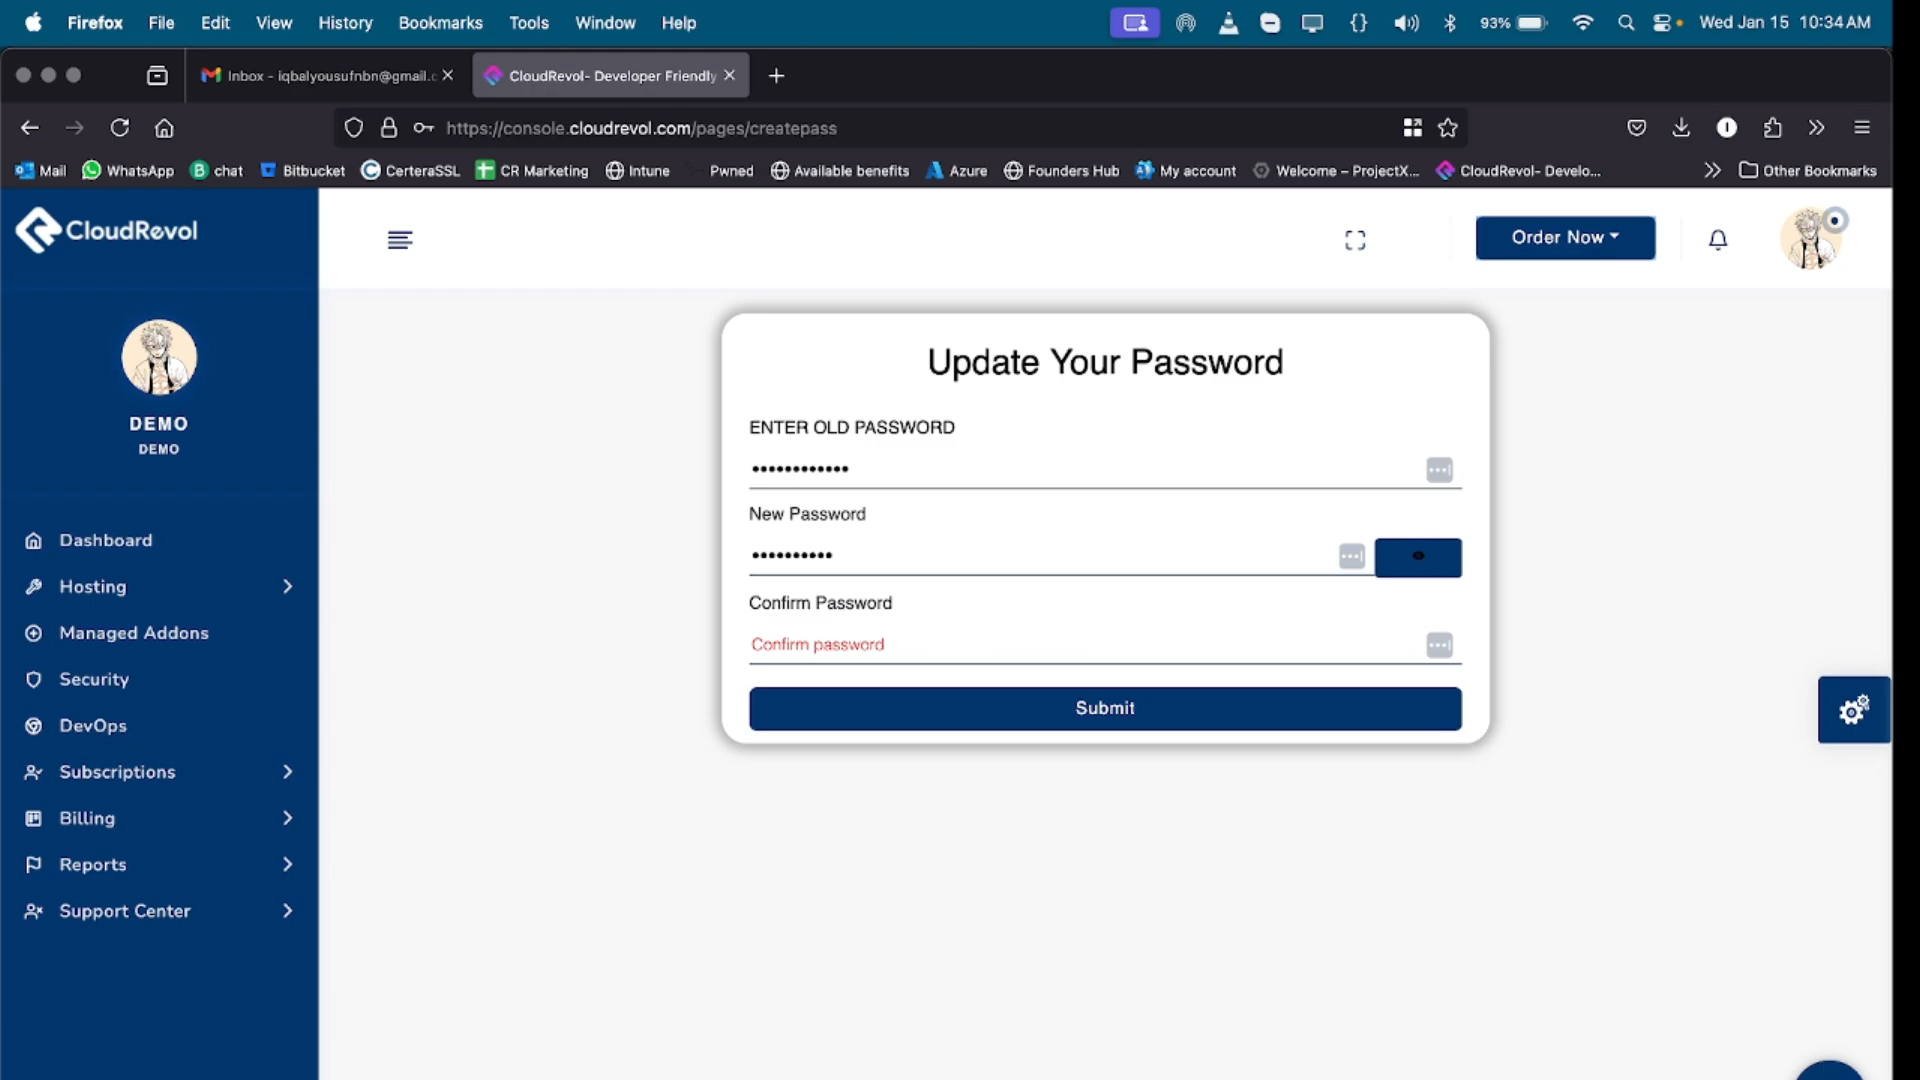 Firefox File Edit View History Bookmarks Tools Window Help 93% Wed Jan 15 10:34 AM
Inbox - iqbalyousufnbn@gmail.c CloudRevol- Developer Friendly
https://console.cloudrevol.com/pages/createpass
Mail WhatsApp B chat Bitbucket CerteraSSL CR Marketing Intune Pwned Available benefits Azure Founders Hub My account Welcome – ProjectX... CloudRevol- Develo... Other Bookmarks
CloudRevol
Order Now
DEMO
DEMO
Dashboard
Hosting
Managed Addons
Security
DevOps
Subscriptions
Billing
Reports
Support Center
Update Your Password
ENTER OLD PASSWORD
••••••••••••
New Password
••••••••••
Confirm Password
Confirm password
Submit